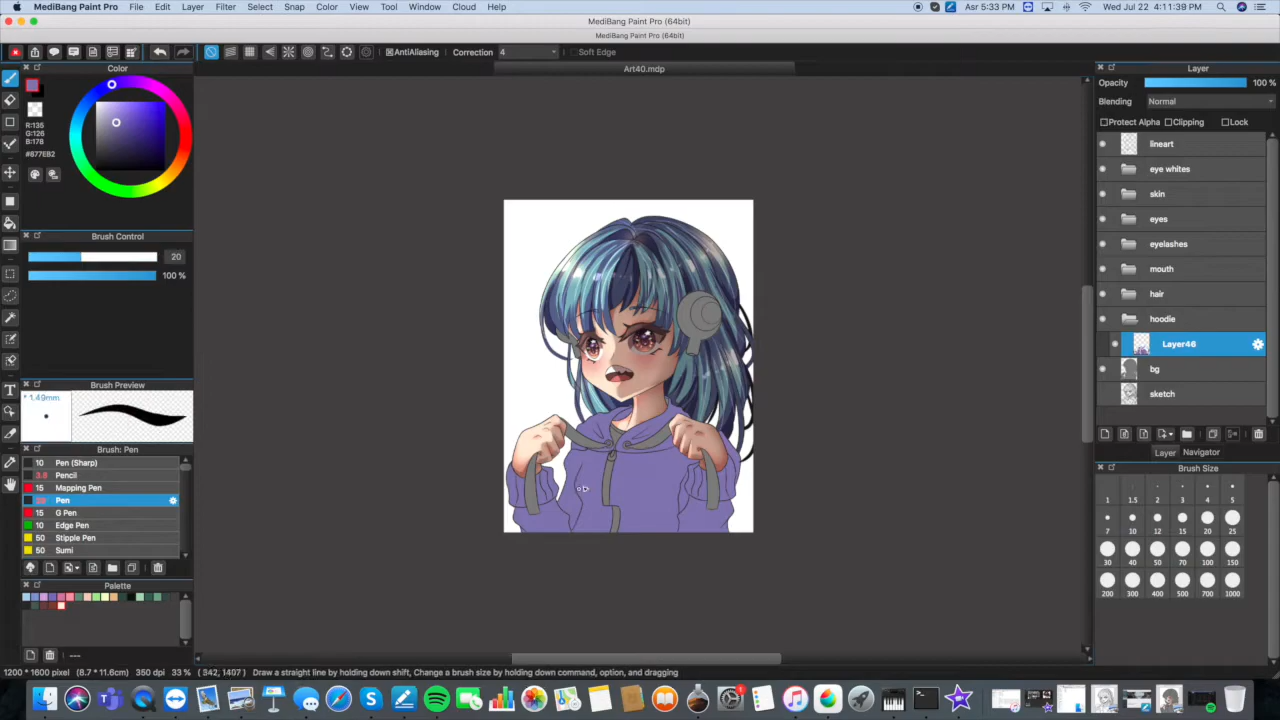 MediBang Paint Pro File Edit Layer Filter Select Snap Color View Tool Window Cloud Help Asr 5:33 PM Wed Jul 22 4:11:39 PM
MediBang Paint Pro (64bit)
MediBang Paint Pro (64bit)
AntiAliasing Correction 4 Soft Edge
Color Art40.mdp Layer
Opacity 100 %
Blending Normal
Protect Alpha Clipping Lock
R:135
G:126
B:178
#877EB2
lineart
eye whites
skin
eyes
eyelashes
mouth
hair
hoodie
Layer46
bg
sketch
Brush Control
20
100 %
Brush Preview
* 1.49mm
Brush: Pen
10 Pen (Sharp)
Pencil
15 Mapping Pen
Pen
15 G Pen
10 Edge Pen
50 Stipple Pen
50 Sumi
Palette
---
Layer Navigator
Brush Size
1 1.5 2 3 4 5
7 10 12 15 20 25
30 40 50 70 100 150
200 300 400 500 700 1000
1200 * 1600 pixel (8.7 * 11.6cm) 350 dpi 33 % ( 342, 1407) Draw a straight line by holding down shift, Change a brush size by holding down command, option, and dragging